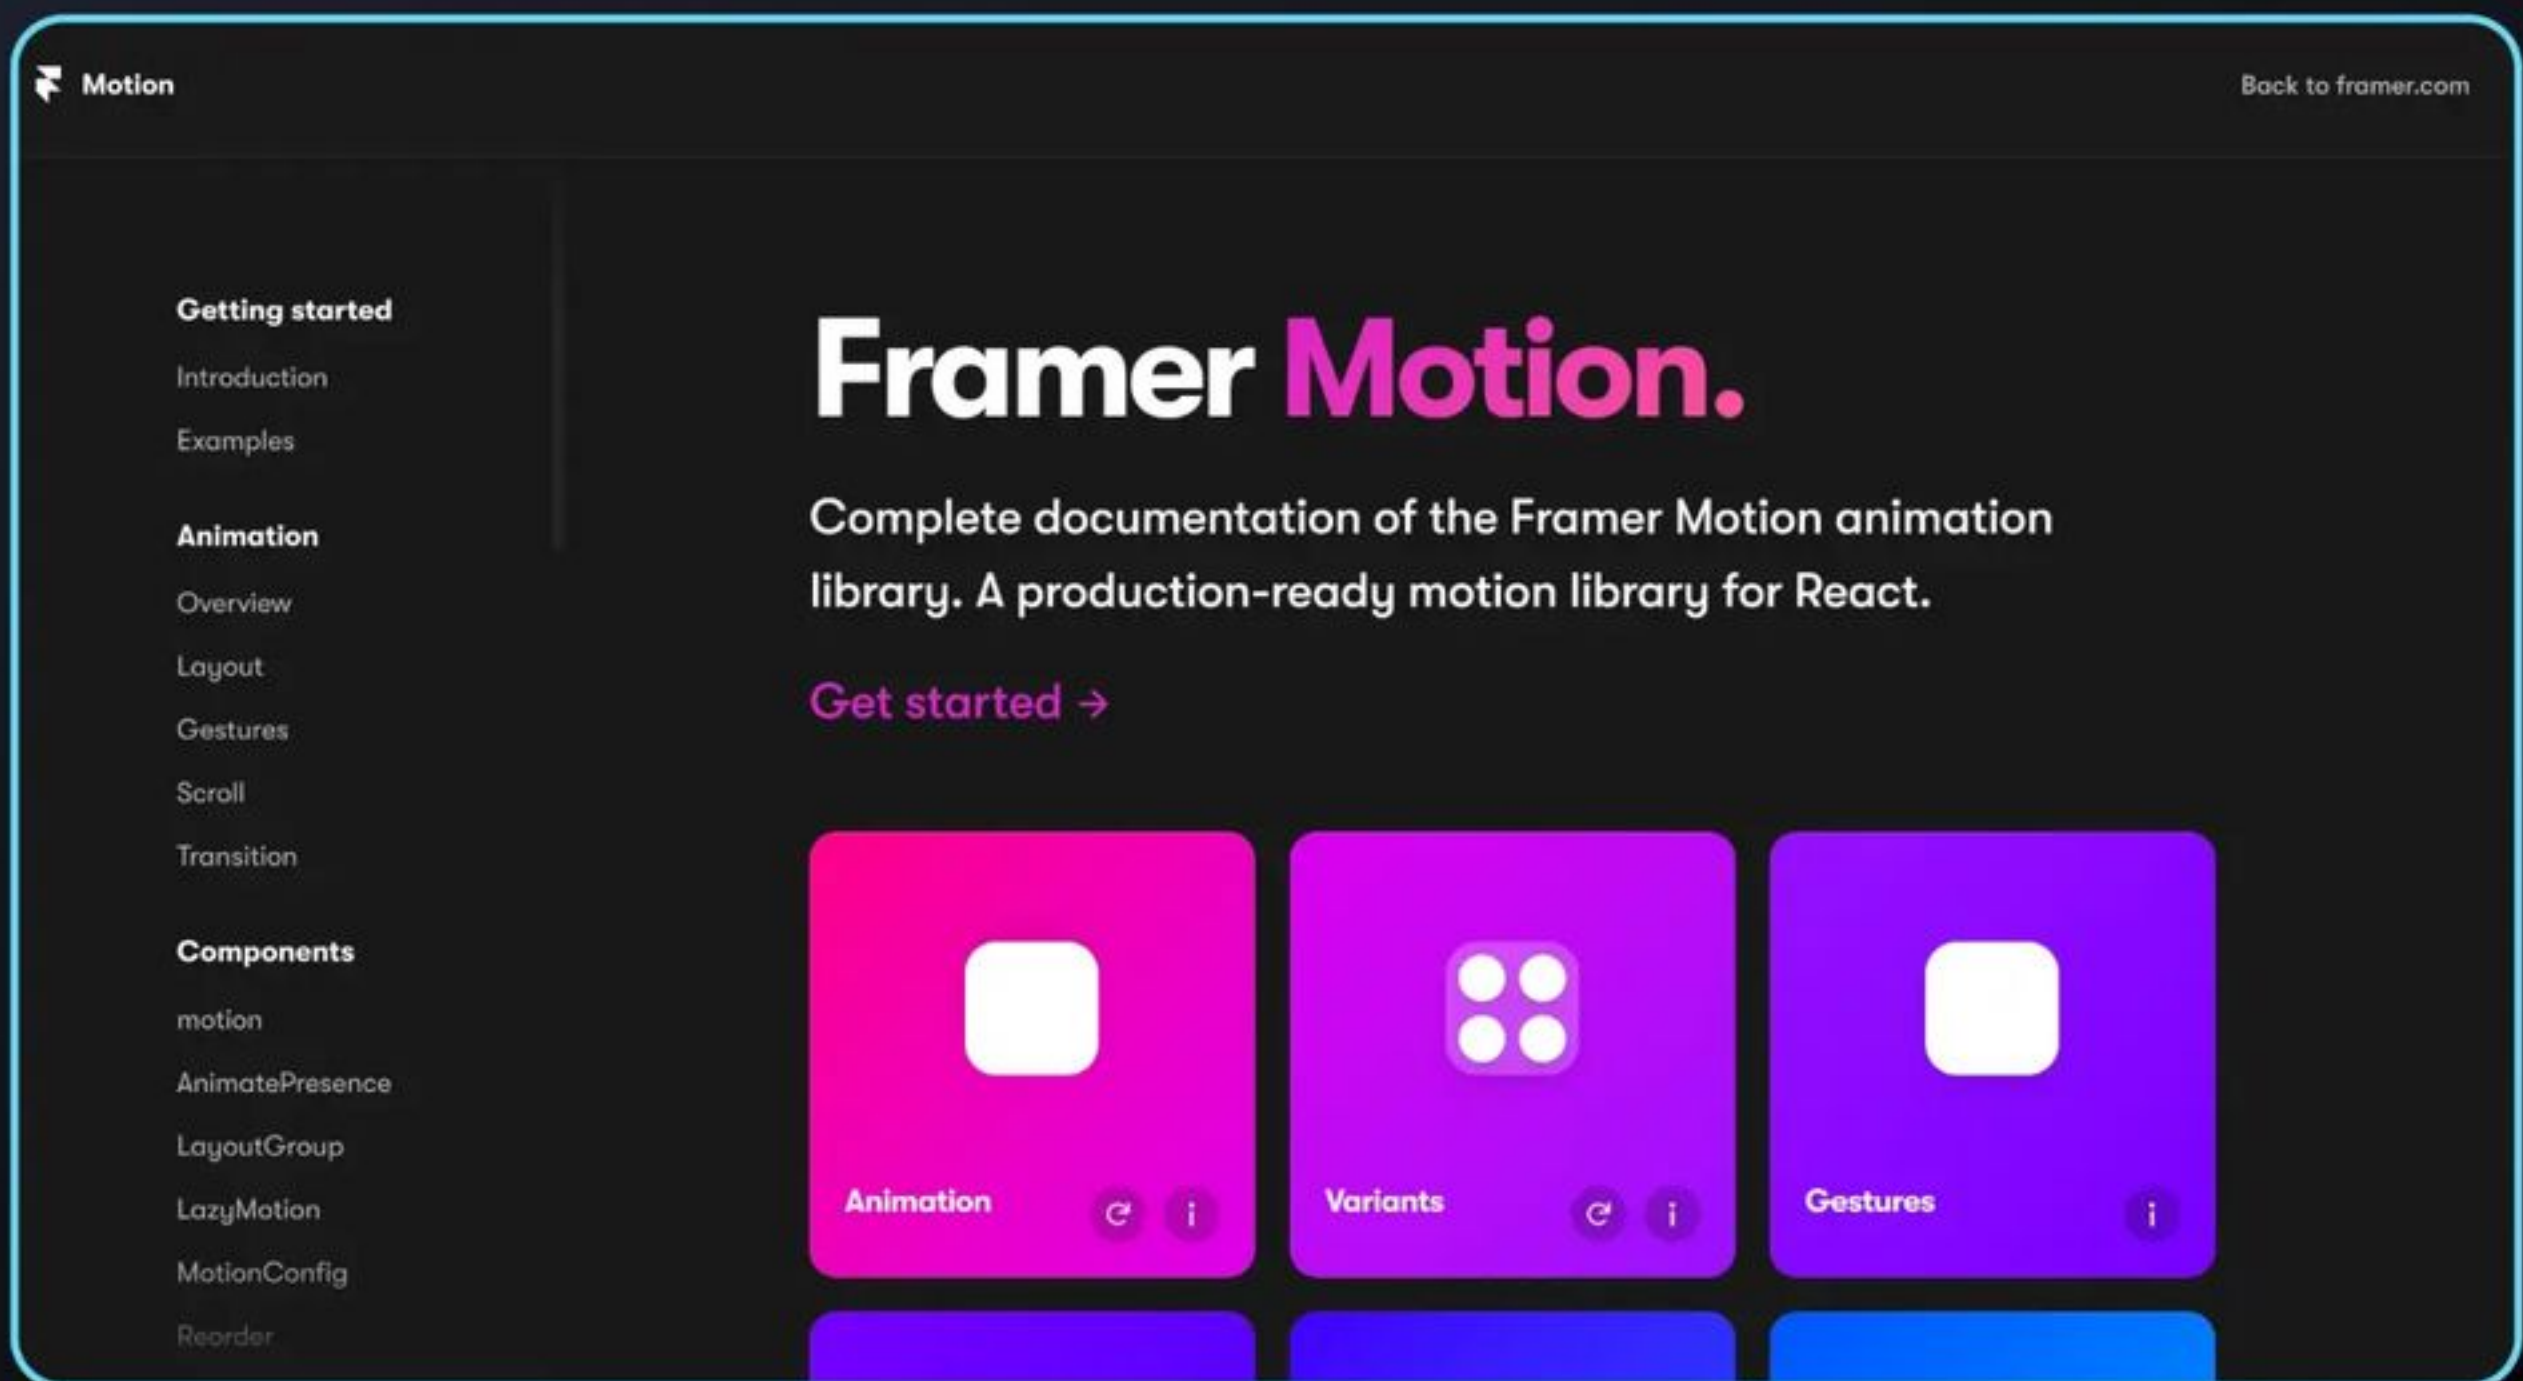 Motion
Back to framer.com
Getting started
Introduction
Examples
Animation
Overview
Layout
Gestures
Scroll
Transition
Components
motion
AnimatePresence
LayoutGroup
LazyMotion
MotionConfig
Reorder
Framer Motion.
Complete documentation of the Framer Motion animation
library. A production-ready motion library for React.
Get started →
Animation
Variants
Gestures